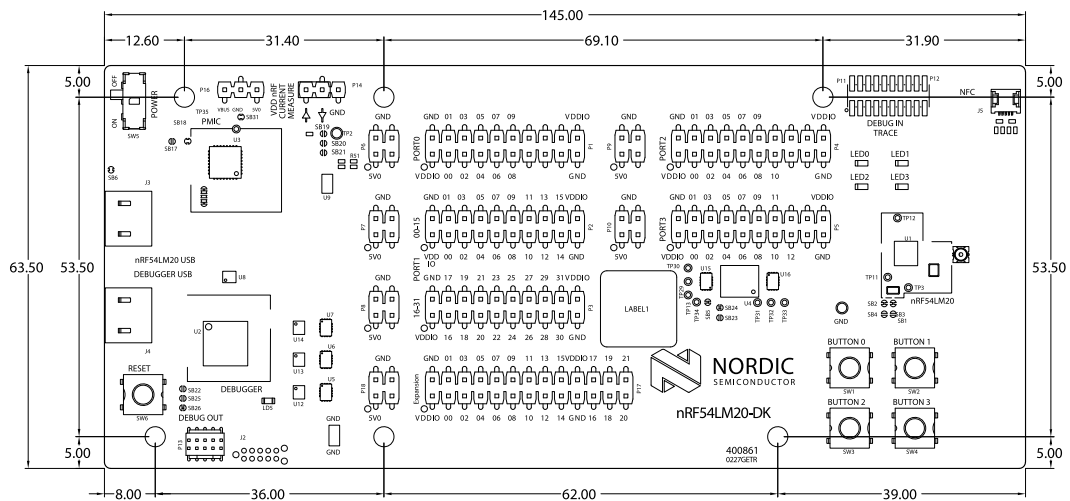 145.00
12.60 31.40 69.10 31.90
5.00 5.00
63.50 53.50 53.50
OFF
ON
POWER
SW5
P16
VBUS GND 5V0
TP35
SB18
SB31
PMIC
U3
SB17
SB6
VDD nRF
CURRENT
MEASURE
P14
GND
SB19
TP2
SB20
SB21
R51
U9
GND
P6
5V0
PORT0
GND 01 03 05 07 09 VDDIO
P1
VDDIO 00 02 04 06 08 GND
GND
P9
5V0
PORT2
GND 01 03 05 07 09 VDDIO
P4
VDDIO 00 02 04 06 08 10 GND
P11 P12
DEBUG IN
TRACE
NFC
J5
LED0 LED1
LED2 LED3
J3
nRF54LM20 USB
DEBUGGER USB
J4
U8
GND
P7
5V0
PORT1
00-15
GND 01 03 05 07 09 11 13 15 VDDIO
P2
VDD
IO
00 02 04 06 08 10 12 14 GND
GND
P10
5V0
PORT3
GND 01 03 05 07 09 11 VDDIO
P5
VDDIO 00 02 04 06 08 10 12 GND
TP12
U1
TP11
TP3
nRF54LM20
SB2
SB4
SB3
SB1
GND
P8
5V0
16-31
GND 17 19 21 23 25 27 29 31 VDDIO
P3
VDDIO 16 18 20 22 24 26 28 30 GND
LABEL1
TP30
TP29
TP13
TP34
U15
SB5
U4
SB24
SB23
U16
TP31
TP32
TP33
GND
U2
DEBUGGER
U7
U14
U6
U13
U5
U12
LD5
RESET
SW6
SB22
SB25
SB26
DEBUG OUT
P13
J2
GND
GND
GND
P18
5V0
Expansion
GND 01 03 05 07 09 11 13 15 VDDIO 17 19 21
P17
VDDIO 00 02 04 06 08 10 12 14 GND 16 18 20
NORDIC
SEMICONDUCTOR
nRF54LM20-DK
400861
0227GETR
BUTTON 0 BUTTON 1
SW1 SW2
BUTTON 2 BUTTON 3
SW3 SW4
5.00 5.00
8.00 36.00 62.00 39.00